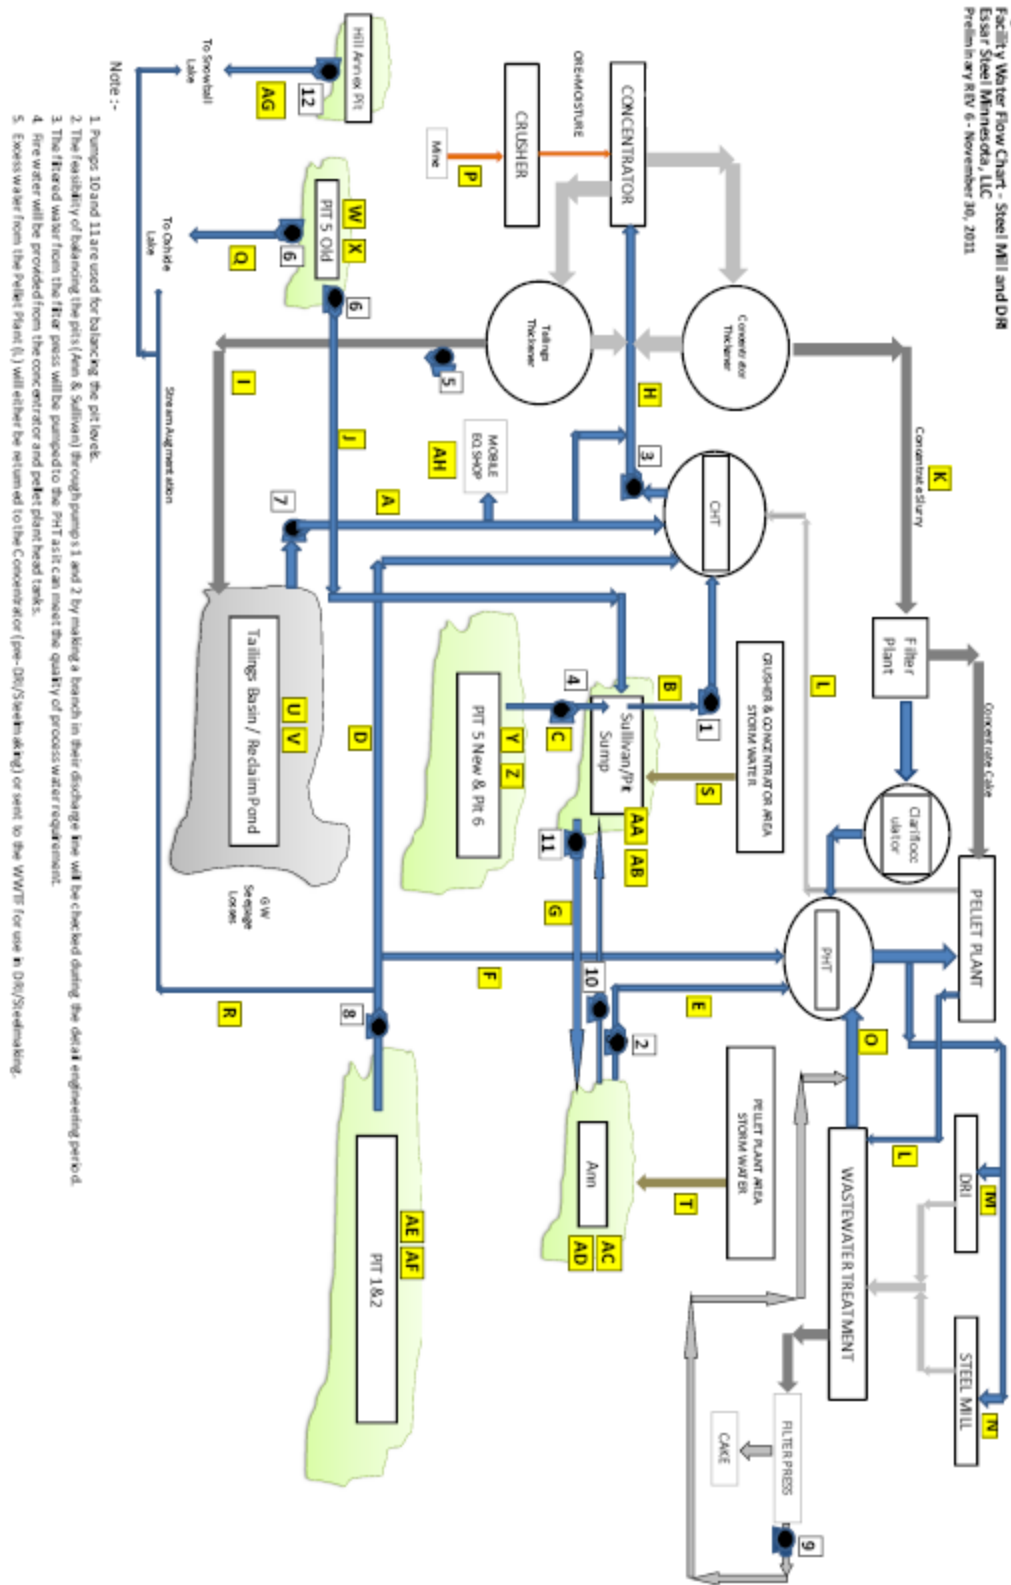 Facility Water Flow Chart - Steel Mill and DRI
Essar Steel Minnesota, LLC
Preliminary REV 6 - November 30, 2011
K
Concentrate Slurry
Filter
Plant
Concentrate Cake
Clariflocc
ulator
PELLET PLANT
PHT
O
L
M
DRI
N
STEEL MILL
WASTEWATER TREATMENT
FILTER PRESS
CAKE
9
CONCENTRATOR
ORE+MOISTURE
CRUSHER
Mine
P
Concentrator
Thickener
Tailings
Thickener
H
3
CHT
L
CRUSHER & CONCENTRATOR AREA
STORM WATER
S
1
B
PELLET PLANT AREA
STORM WATER
T
E
2
10
F
G
11
AA
AB
Sullivan/Pit
Sump
4
C
PIT 5 New & Pit 6
Y
Z
Ann
AC
AD
5
MOBILE
EQ.SHOP
AH
A
7
I
J
Hill Annex Pit
12
AG
To Snowball
Lake
W
X
PIT 5 Old
6
6
Q
To Oxhide
Lake
Stream Augmentation
Tailings Basin / Reclaim Pond
U
V
D
GW
Seepage
Losses
R
8
AE
AF
PIT 1&2
Note :-
1. Pumps 10 and 11 are used for balancing the pit levels.
2. The feasibility of balancing the pits (Ann & Sullivan) through pumps 1 and 2 by making a branch in their discharge line will be checked during the detail engineering period.
3. The filtered water from the filter press will be pumped to the PHT as it can meet the quality of process water requirement.
4. Fire water will be provided from the concentrator and pellet plant head tanks.
5. Excess water from the Pellet Plant (L) will either be returned to the Concentrator (pre-DRI/Steelmaking) or sent to the WWTF for use in DRI/Steelmaking.